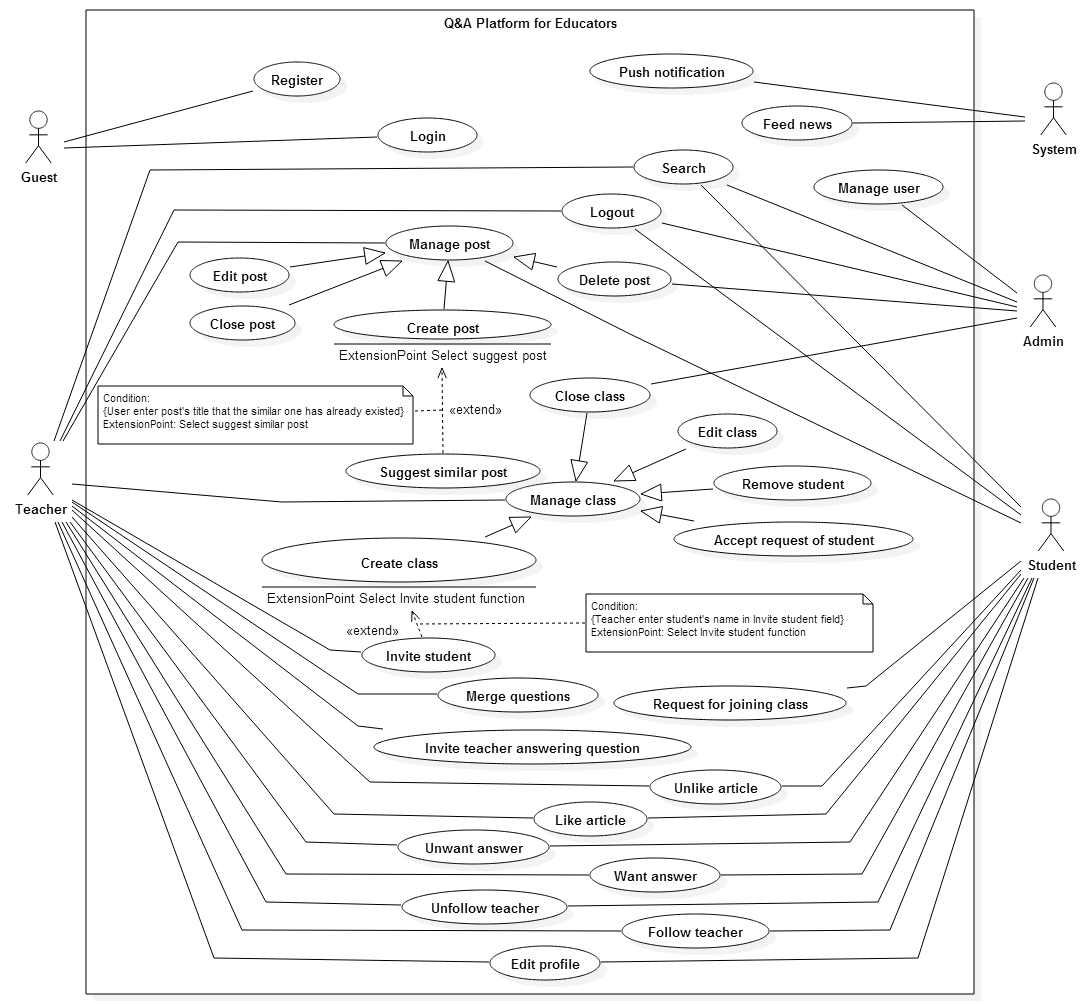 Q&A Platform for Educators
Register
Push notification
Login
Feed news
Guest
System
Search
Manage user
Logout
Manage post
Edit post
Delete post
Close post
Create post
Admin
ExtensionPoint Select suggest post
Condition:
{User enter post's title that the similar one has already existed}
ExtensionPoint: Select suggest similar post
«extend»
Close class
Edit class
Suggest similar post
Remove student
Manage class
Teacher
Accept request of student
Create class
Student
ExtensionPoint Select Invite student function
Condition:
{Teacher enter student's name in Invite student field}
ExtensionPoint: Select Invite student function
«extend»
Invite student
Merge questions
Request for joining class
Invite teacher answering question
Unlike article
Like article
Unwant answer
Want answer
Unfollow teacher
Follow teacher
Edit profile